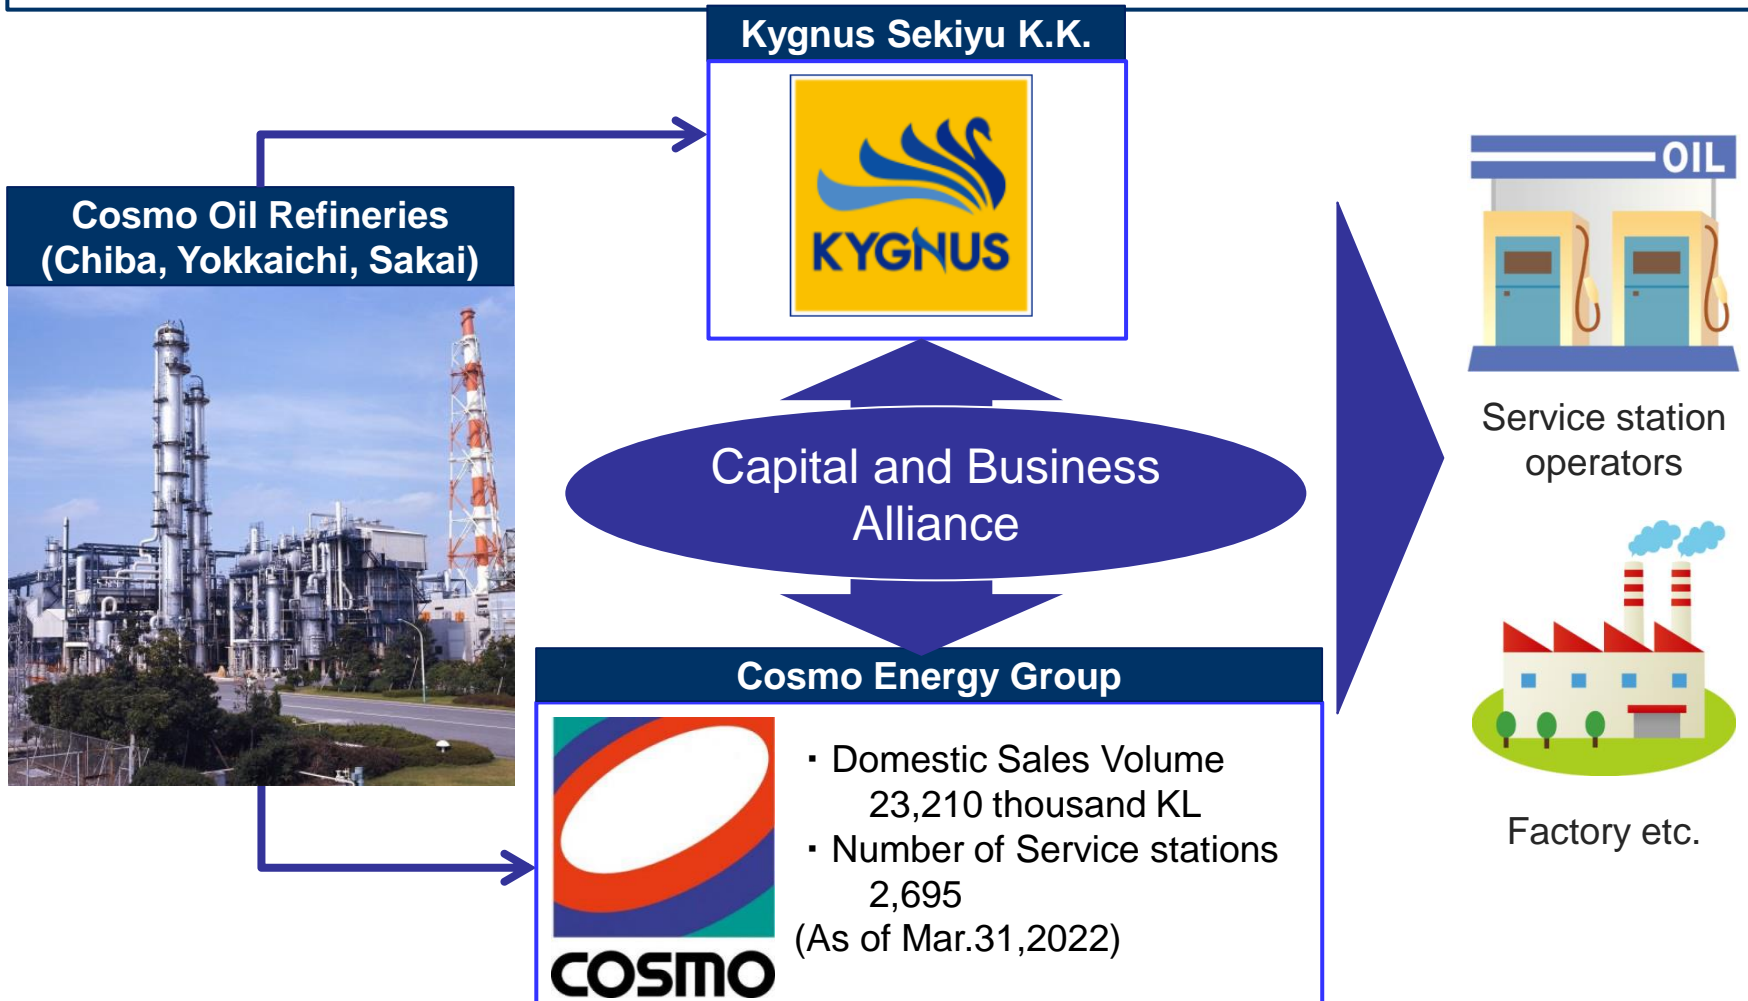 Kygnus Sekiyu K.K.
KYGNUS
Cosmo Oil Refineries
(Chiba, Yokkaichi, Sakai)
OIL
Service station
operators
Capital and Business
Alliance
Factory etc.
Cosmo Energy Group
・Domestic Sales Volume
23,210 thousand KL
・Number of Service stations
2,695
(As of Mar.31,2022)
COSMO